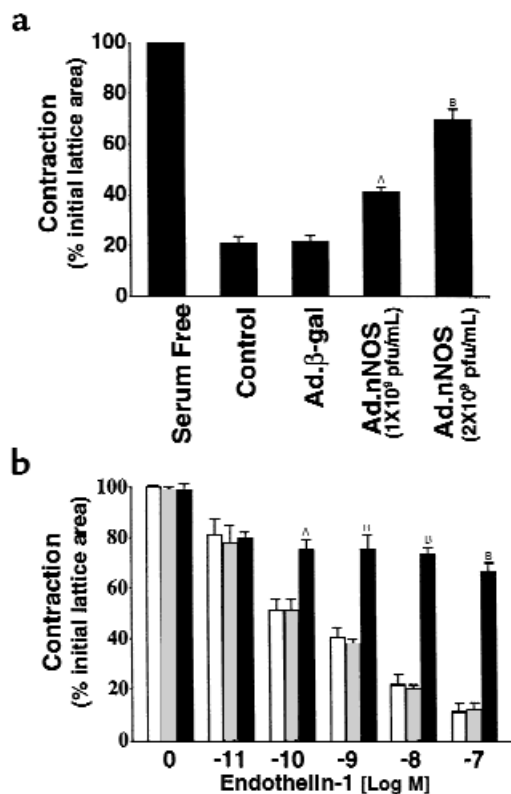 a
Contraction
(% initial lattice area)
100
80
60
40
20
0
A
B
Serum Free
Control
Ad.β-gal
Ad.nNOS
(1X10⁹ pfu/mL)
Ad.nNOS
(2X10⁹ pfu/mL)
b
Contraction
(% initial lattice area)
100
80
60
40
20
0
A
B
B
B
0 -11 -10 -9 -8 -7
Endothelin-1 [Log M]